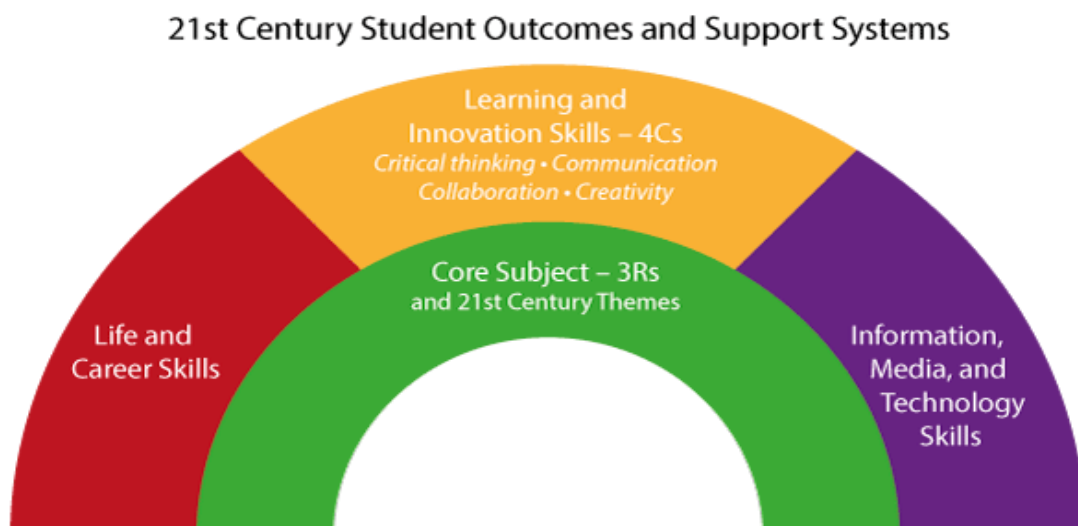 21st Century Student Outcomes and Support Systems
Learning and
Innovation Skills – 4Cs
Critical thinking • Communication
Collaboration • Creativity
Core Subject – 3Rs
and 21st Century Themes
Life and
Career Skills
Information,
Media, and
Technology
Skills